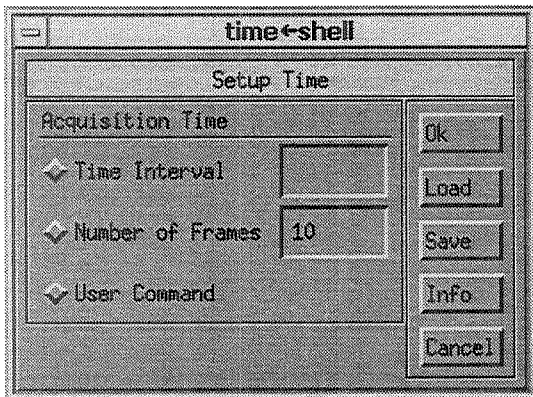 time←shell
Setup Time
Acquisition Time
Time Interval
Number of Frames 10
User Command
Ok
Load
Save
Info
Cancel